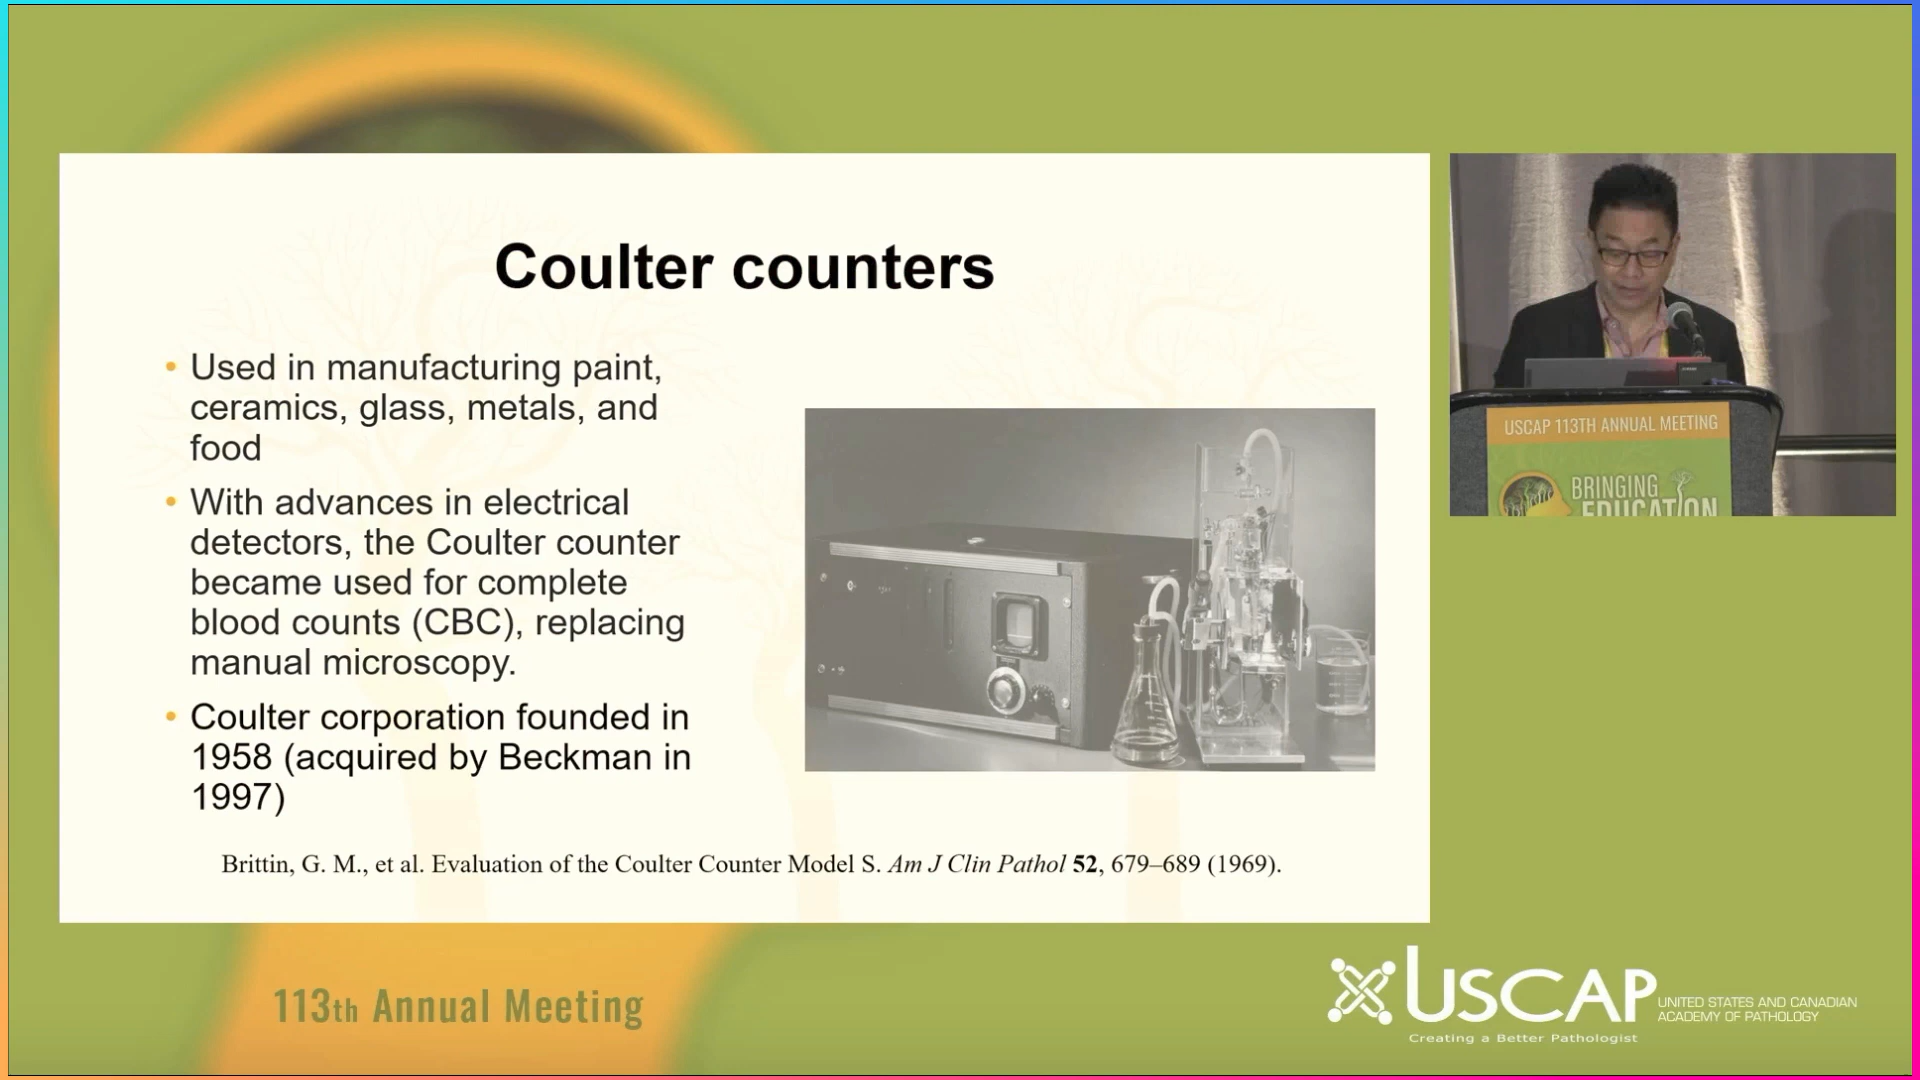 Coulter counters
• Used in manufacturing paint,
ceramics, glass, metals, and
food
• With advances in electrical
detectors, the Coulter counter
became used for complete
blood counts (CBC), replacing
manual microscopy.
• Coulter corporation founded in
1958 (acquired by Beckman in
1997)
Brittin, G. M., et al. Evaluation of the Coulter Counter Model S. Am J Clin Pathol 52, 679–689 (1969).
USCAP 113TH ANNUAL MEETING
BRINGING
EDUCATION
113th Annual Meeting
USCAP
UNITED STATES AND CANADIAN
ACADEMY OF PATHOLOGY
Creating a Better Pathologist